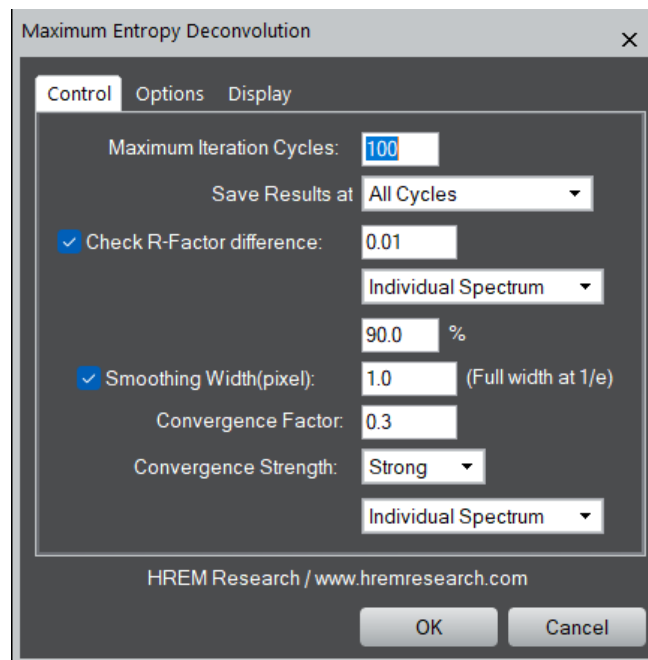 Maximum Entropy Deconvolution
Control Options Display
Maximum Iteration Cycles: 100
Save Results at All Cycles
Check R-Factor difference: 0.01
Individual Spectrum
90.0 %
Smoothing Width(pixel): 1.0 (Full width at 1/e)
Convergence Factor: 0.3
Convergence Strength: Strong
Individual Spectrum
HREM Research / www.hremresearch.com
OK Cancel